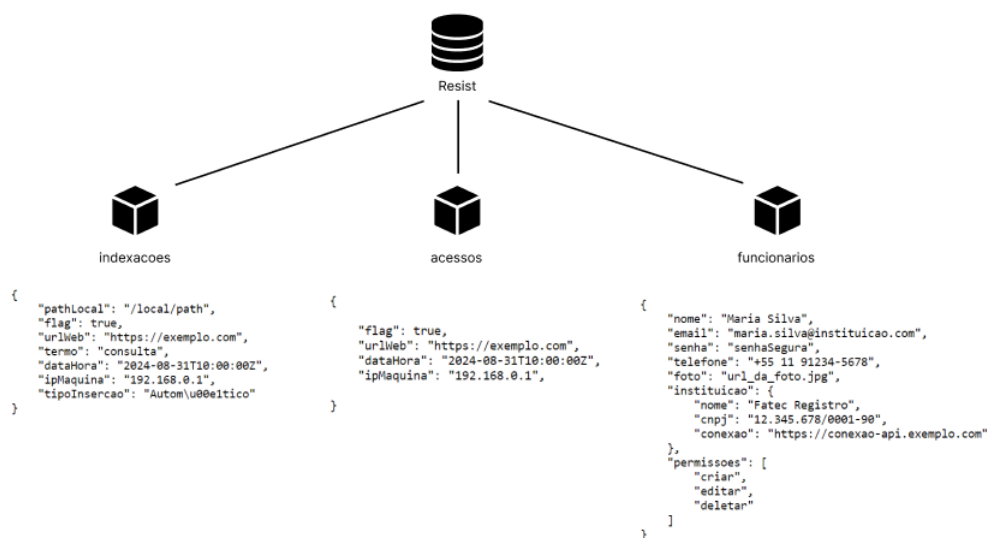 Resist
indexacoes
acessos
funcionarios
{
"pathLocal": "/local/path",
"flag": true,
"urlWeb": "https://exemplo.com",
"termo": "consulta",
"dataHora": "2024-08-31T10:00:00Z",
"ipMaquina": "192.168.0.1",
"tipoInsercao": "Autom\u00e1tico"
}
{
"flag": true,
"urlWeb": "https://exemplo.com",
"dataHora": "2024-08-31T10:00:00Z",
"ipMaquina": "192.168.0.1",
}
{
"nome": "Maria Silva",
"email": "maria.silva@instituicao.com",
"senha": "senhaSegura",
"telefone": "+55 11 91234-5678",
"foto": "url_da_foto.jpg",
"instituicao": {
"nome": "Fatec Registro",
"cnpj": "12.345.678/0001-90",
"conexao": "https://conexao-api.exemplo.com"
},
"permissoes": [
"criar",
"editar",
"deletar"
]
}